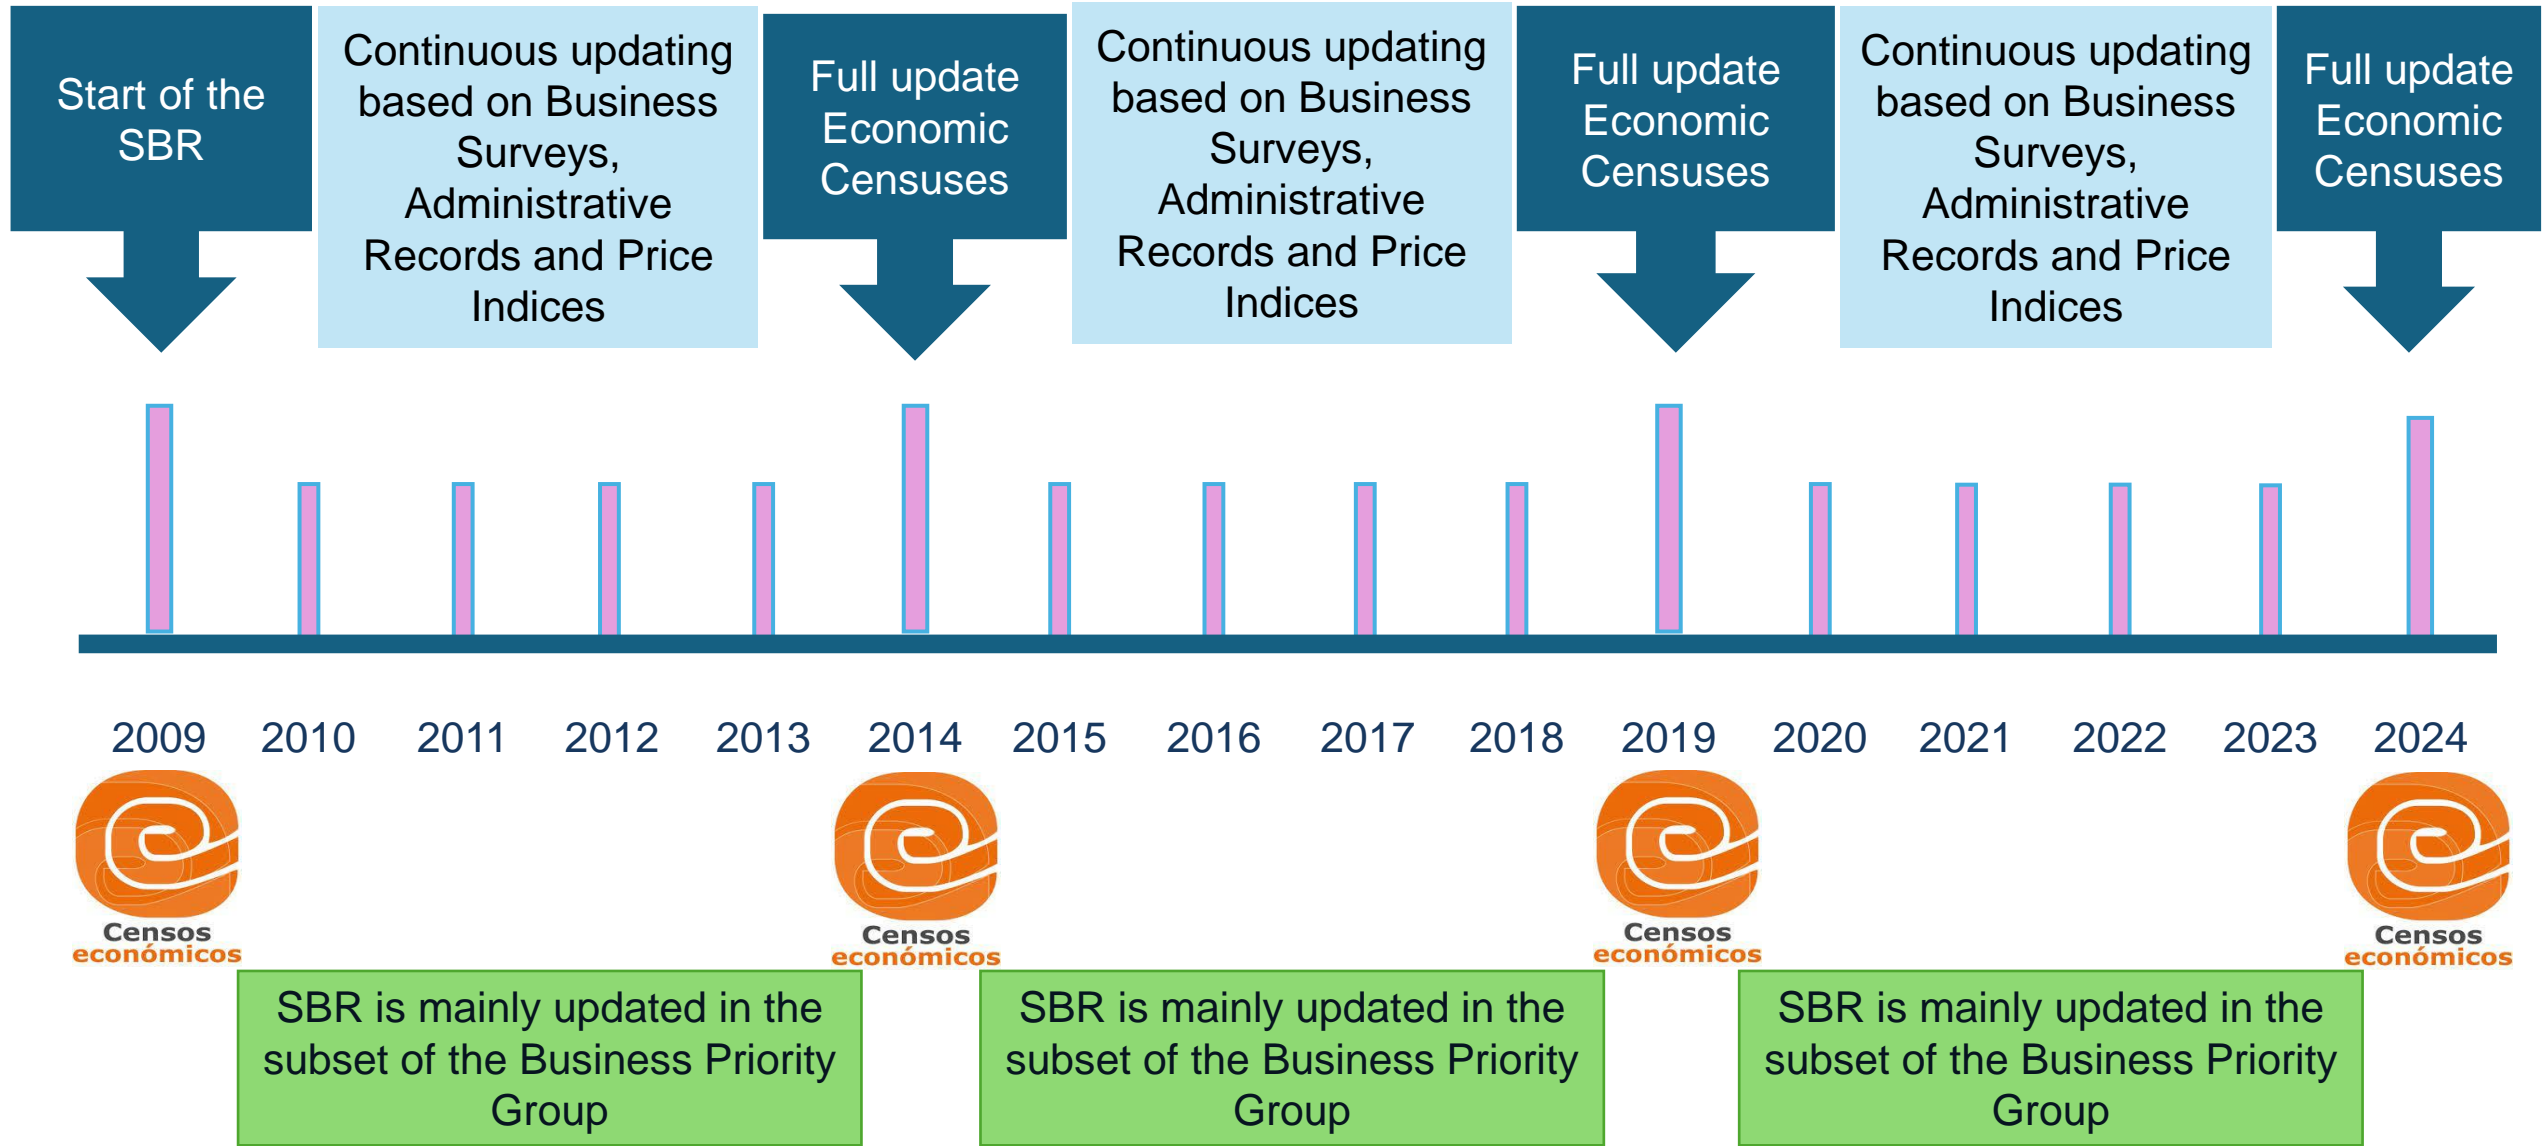 Start of the
SBR
Continuous updating
based on Business
Surveys,
Administrative
Records and Price
Indices
Full update
Economic
Censuses
Continuous updating
based on Business
Surveys,
Administrative
Records and Price
Indices
Full update
Economic
Censuses
Continuous updating
based on Business
Surveys,
Administrative
Records and Price
Indices
Full update
Economic
Censuses
2009 2010 2011 2012 2013 2014 2015 2016 2017 2018 2019 2020 2021 2022 2023 2024
Censos
económicos
Censos
económicos
Censos
económicos
Censos
económicos
SBR is mainly updated in the
subset of the Business Priority
Group
SBR is mainly updated in the
subset of the Business Priority
Group
SBR is mainly updated in the
subset of the Business Priority
Group